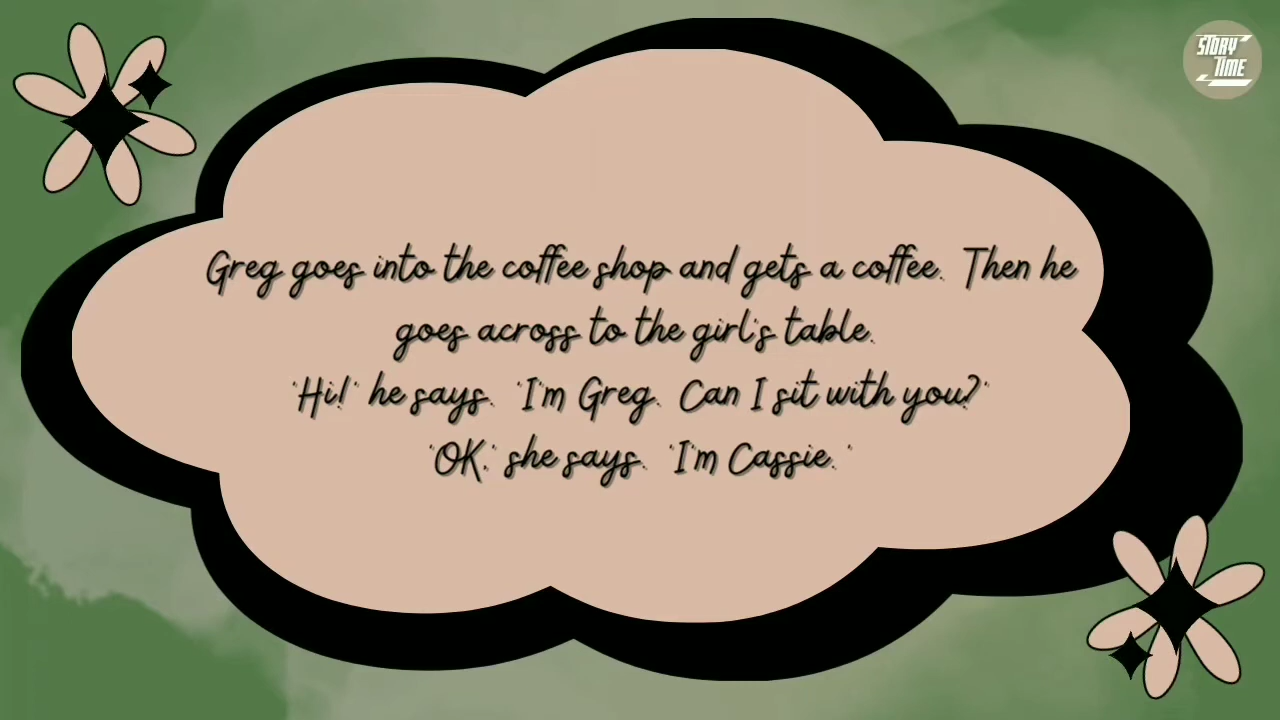 STORY
TIME
Greg goes into the coffee shop and gets a coffee. Then he
goes across to the girl's table.
'Hi!' he says. 'I'm Greg. Can I sit with you?'
'OK,' she says. 'I'm Cassie.'